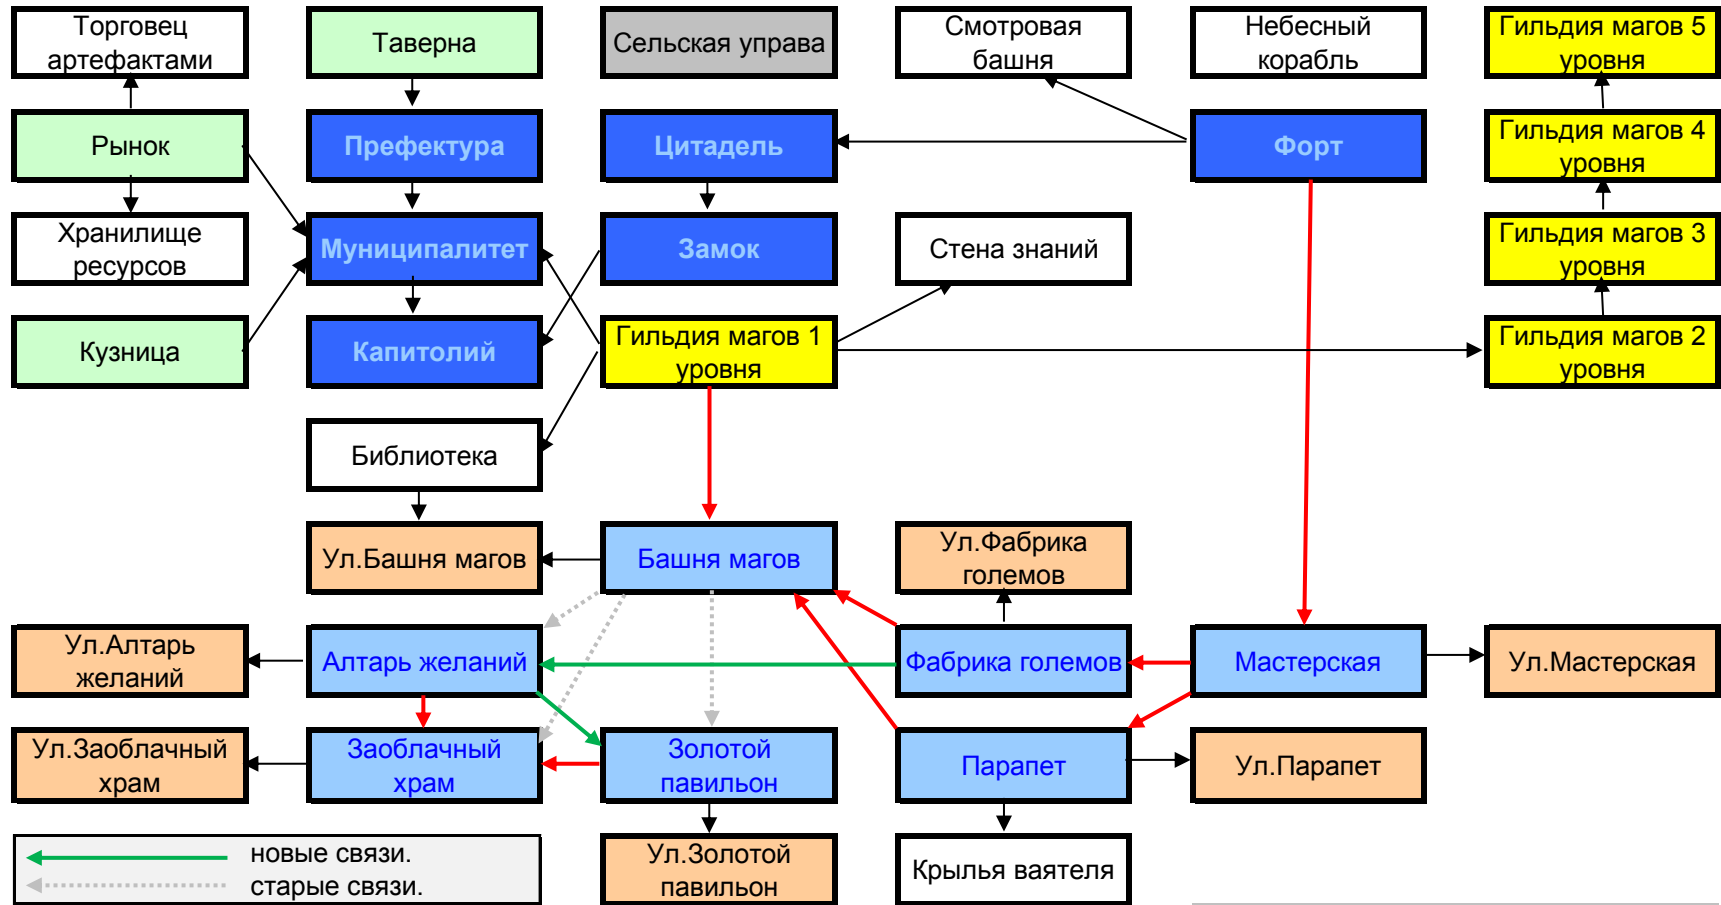 Торговец
артефактами
Таверна
Сельская управа
Смотровая
башня
Небесный
корабль
Гильдия магов 5
уровня
Рынок
Префектура
Цитадель
Форт
Гильдия магов 4
уровня
Хранилище
ресурсов
Муниципалитет
Замок
Стена знаний
Гильдия магов 3
уровня
Кузница
Капитолий
Гильдия магов 1
уровня
Гильдия магов 2
уровня
Библиотека
Ул.Башня магов
Башня магов
Ул.Фабрика
големов
Ул.Алтарь
желаний
Алтарь желаний
Фабрика големов
Мастерская
Ул.Мастерская
Ул.Заоблачный
храм
Заоблачный
храм
Золотой
павильон
Парапет
Ул.Парапет
новые связи.
старые связи.
Ул.Золотой
павильон
Крылья ваятеля